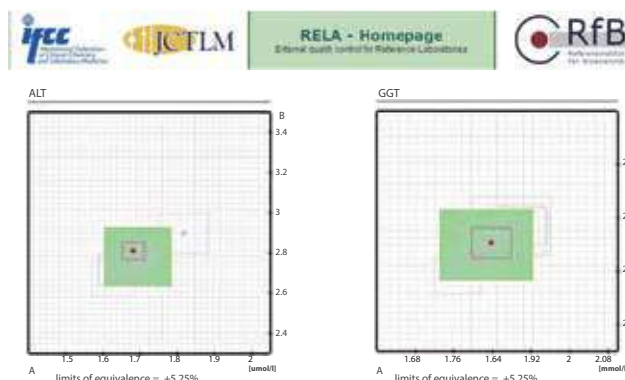 ifcc
JCTLM
RELA - Homepage
External quality control for Reference Laboratories
RfB
ALT
B
3.4
3.2
3
2.8
2.6
2.4
1.5
1.6
1.7
1.8
1.9
2
[umol/l]
A
limits of equivalence = ±5.25%
GGT
1.68
1.76
1.64
1.92
2
2.08
[mmol/l]
A
limits of equivalence = ±5.25%